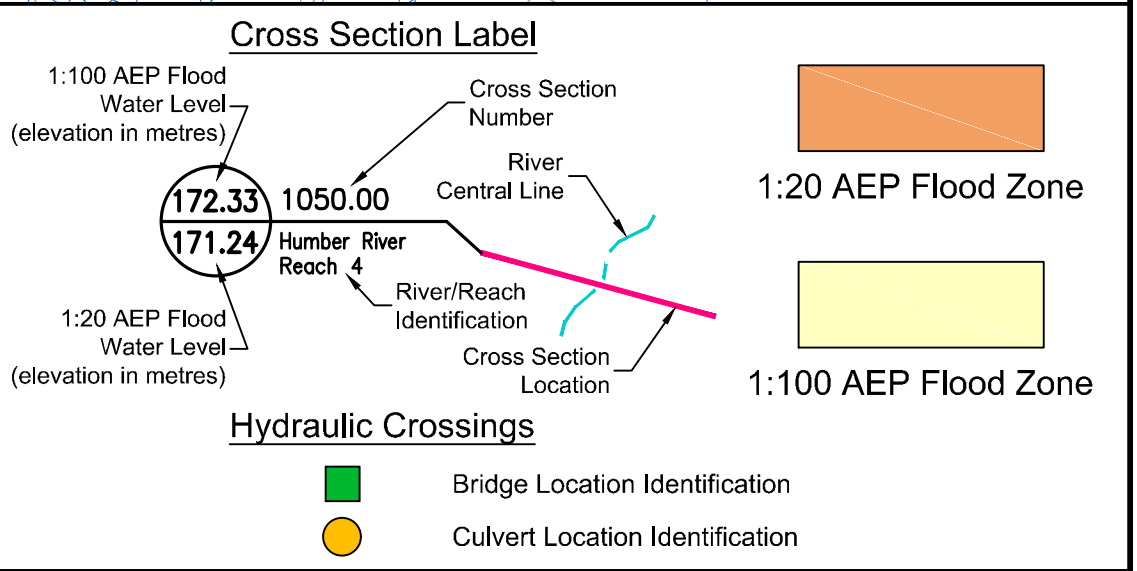 Cross Section Label
1:100 AEP Flood
Water Level
(elevation in metres)
Cross Section
Number
River
Central Line
172.33
1050.00
171.24
Humber River
Reach 4
River/Reach
Identification
1:20 AEP Flood
Water Level
(elevation in metres)
Cross Section
Location
1:20 AEP Flood Zone
1:100 AEP Flood Zone
Hydraulic Crossings
Bridge Location Identification
Culvert Location Identification